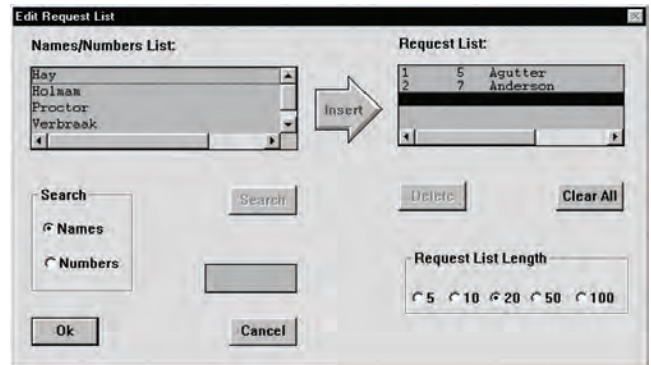 Edit Request List
Names/Numbers List:
Hay
Holmam
Proctor
Verbraak
Insert
Request List:
1 5 Agutter
2 7 Anderson
Search
Names
Numbers
Search
Delete
Clear All
Request List Length
5 10 20 50 100
Ok
Cancel